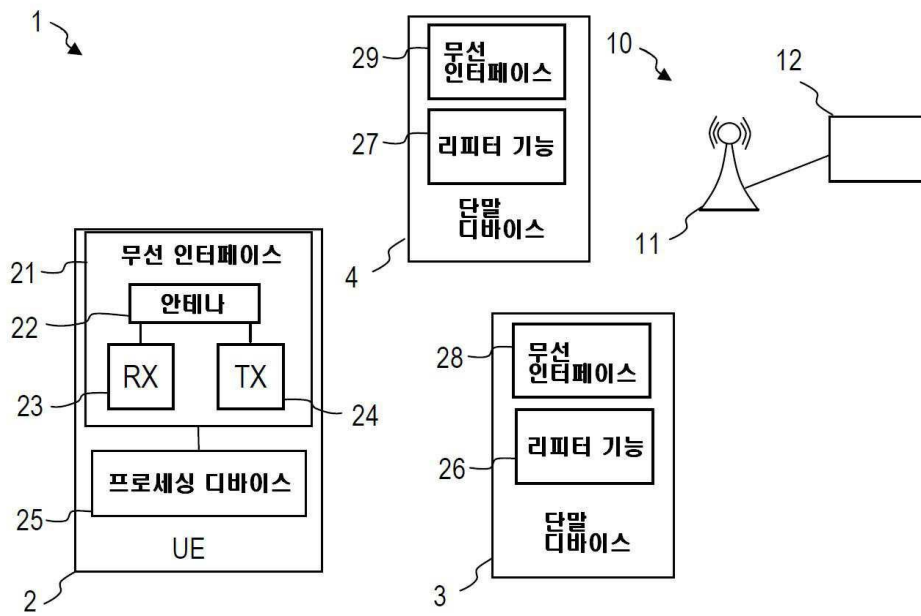 1
29
무선
인터페이스
27
리피터 기능
단말
디바이스
4
10
12
11
21
무선 인터페이스
22
안테나
RX
TX
23
24
프로세싱 디바이스
25
UE
2
28
무선
인터페이스
26
리피터 기능
단말
디바이스
3